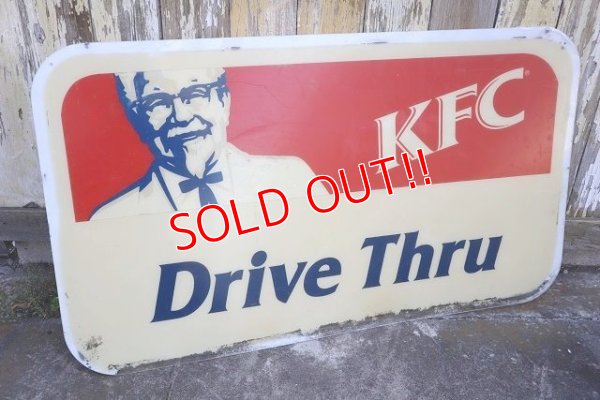 KFC
SOLD OUT!!
Drive Thru